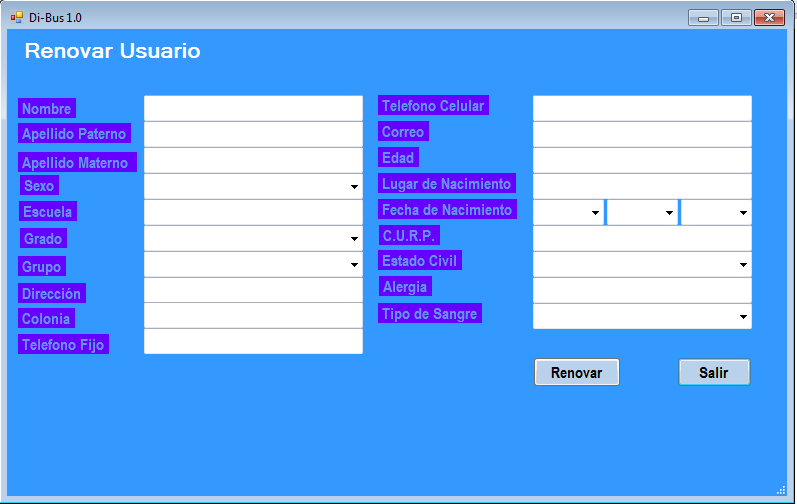 Di-Bus 1.0
Renovar Usuario
Nombre
Apellido Paterno
Apellido Materno
Sexo
Escuela
Grado
Grupo
Dirección
Colonia
Telefono Fijo
Telefono Celular
Correo
Edad
Lugar de Nacimiento
Fecha de Nacimiento
C.U.R.P.
Estado Civil
Alergia
Tipo de Sangre
Renovar
Salir